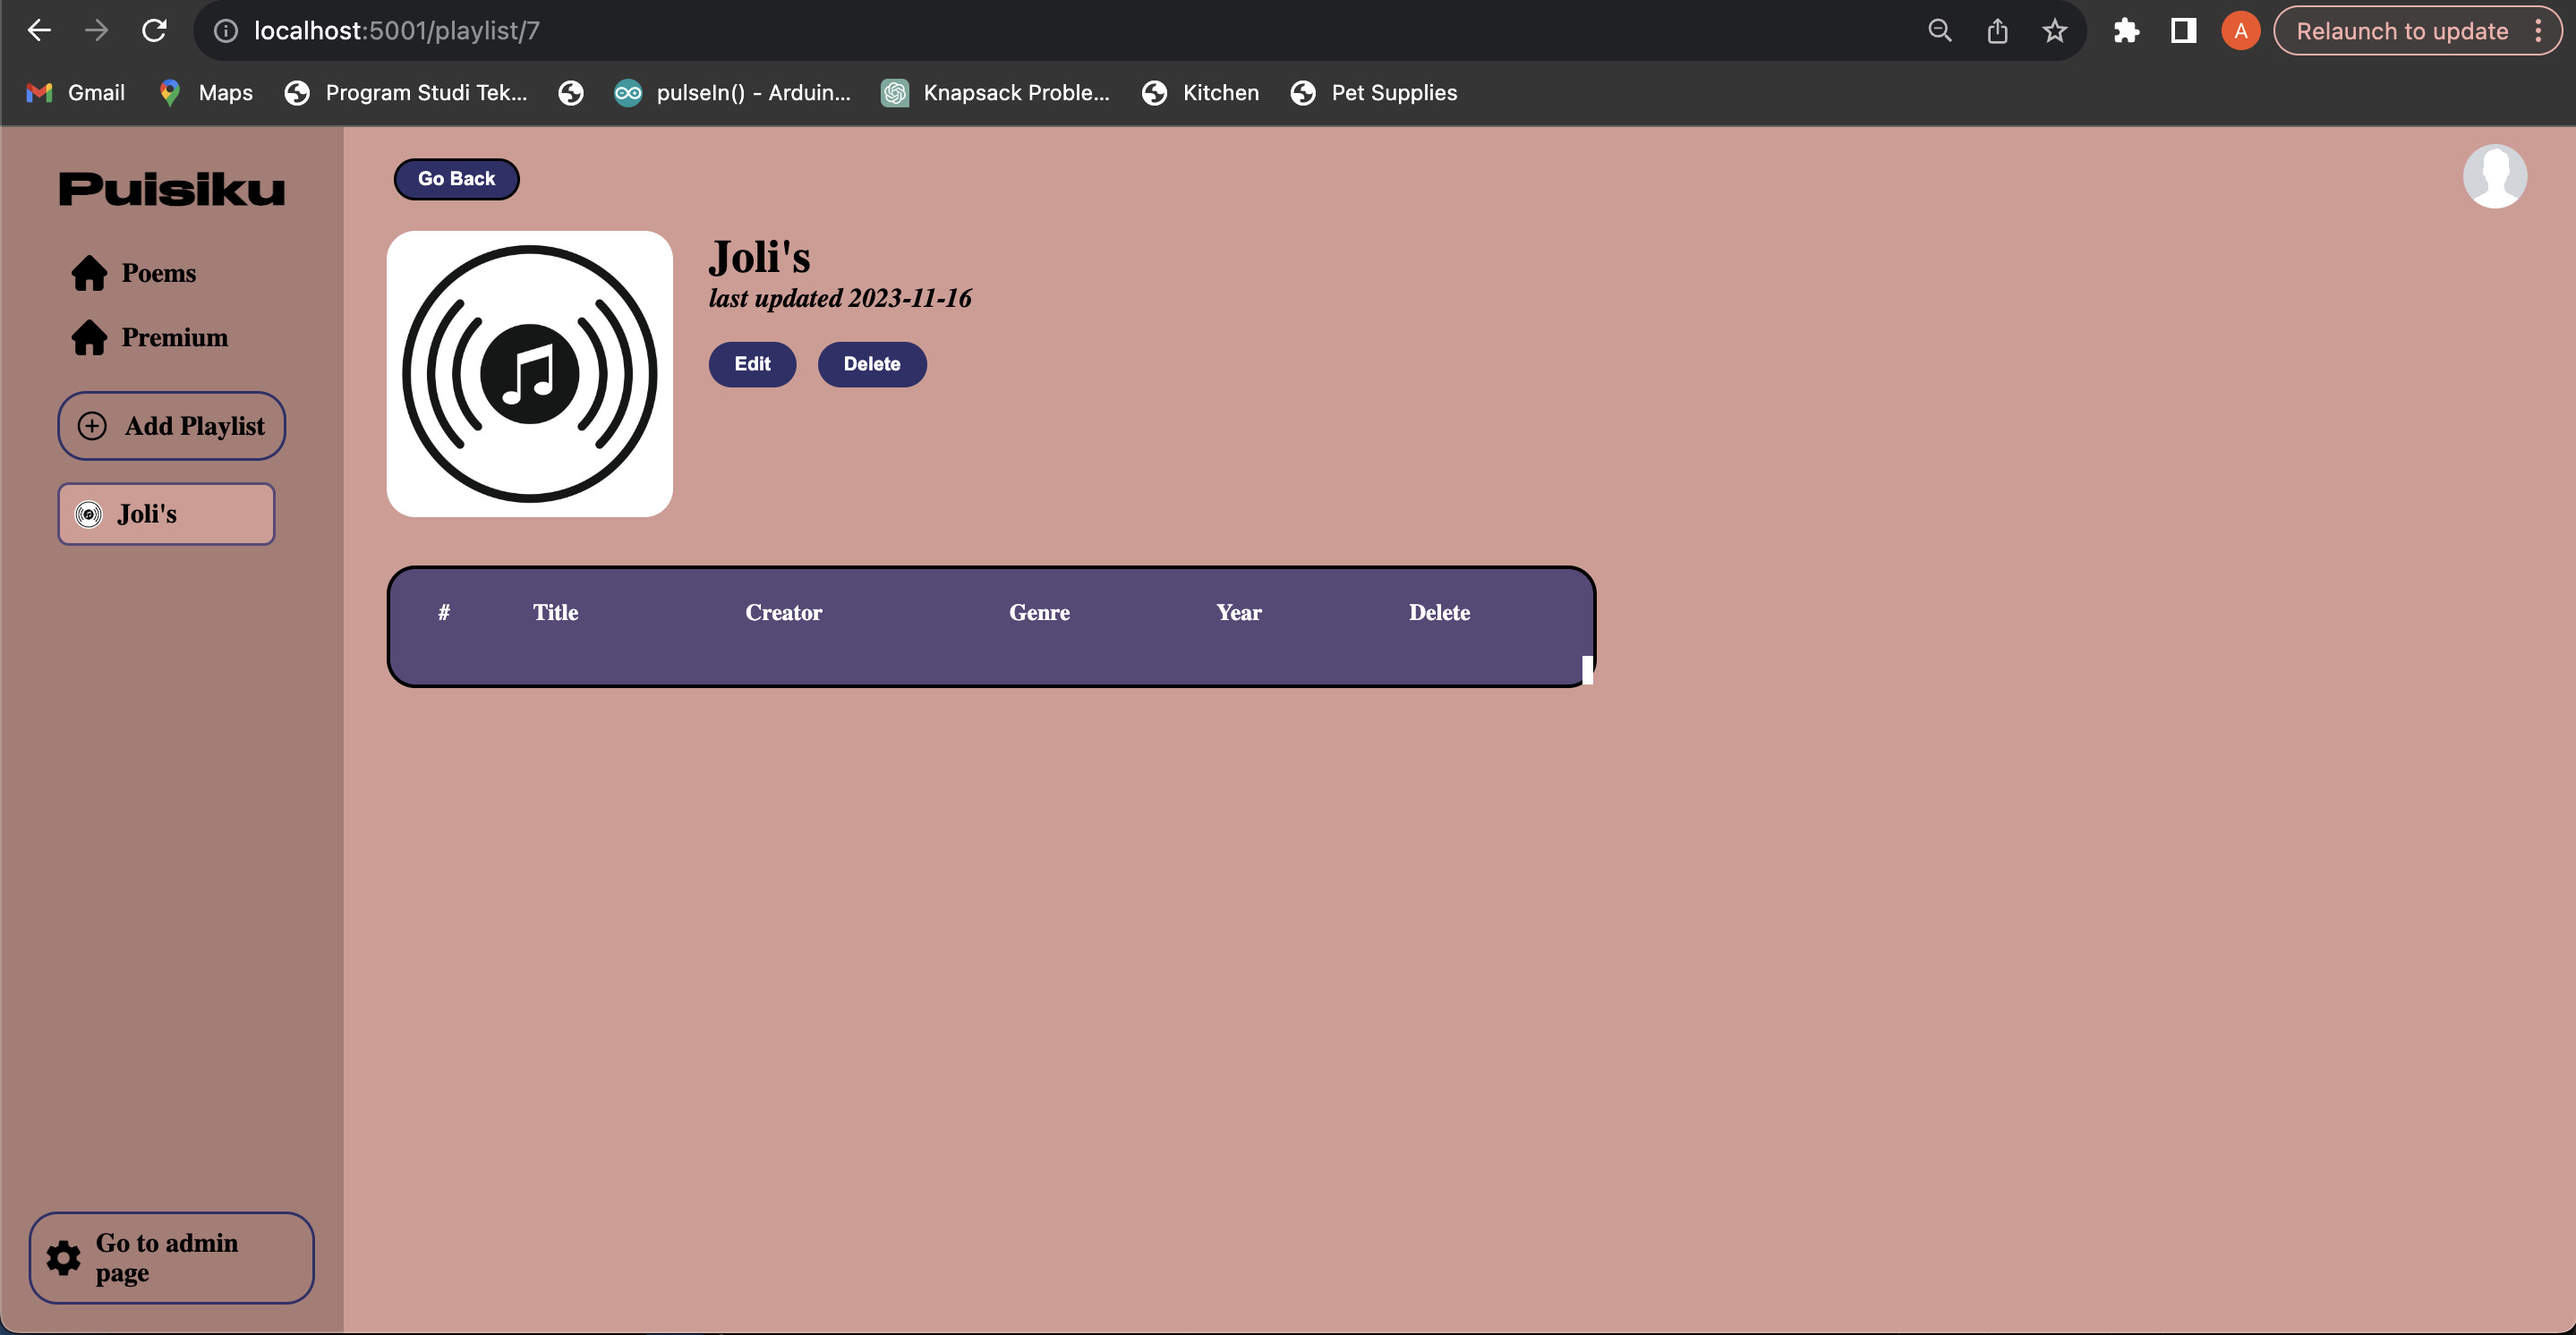 localhost:5001/playlist/7
A
Relaunch to update
Gmail
Maps
Program Studi Tek...
pulseIn() - Arduin...
Knapsack Proble...
Kitchen
Pet Supplies
Puisiku
Poems
Premium
Add Playlist
Joli's
Go to admin
page
Go Back
Joli's
last updated 2023-11-16
Edit
Delete
# Title Creator Genre Year Delete